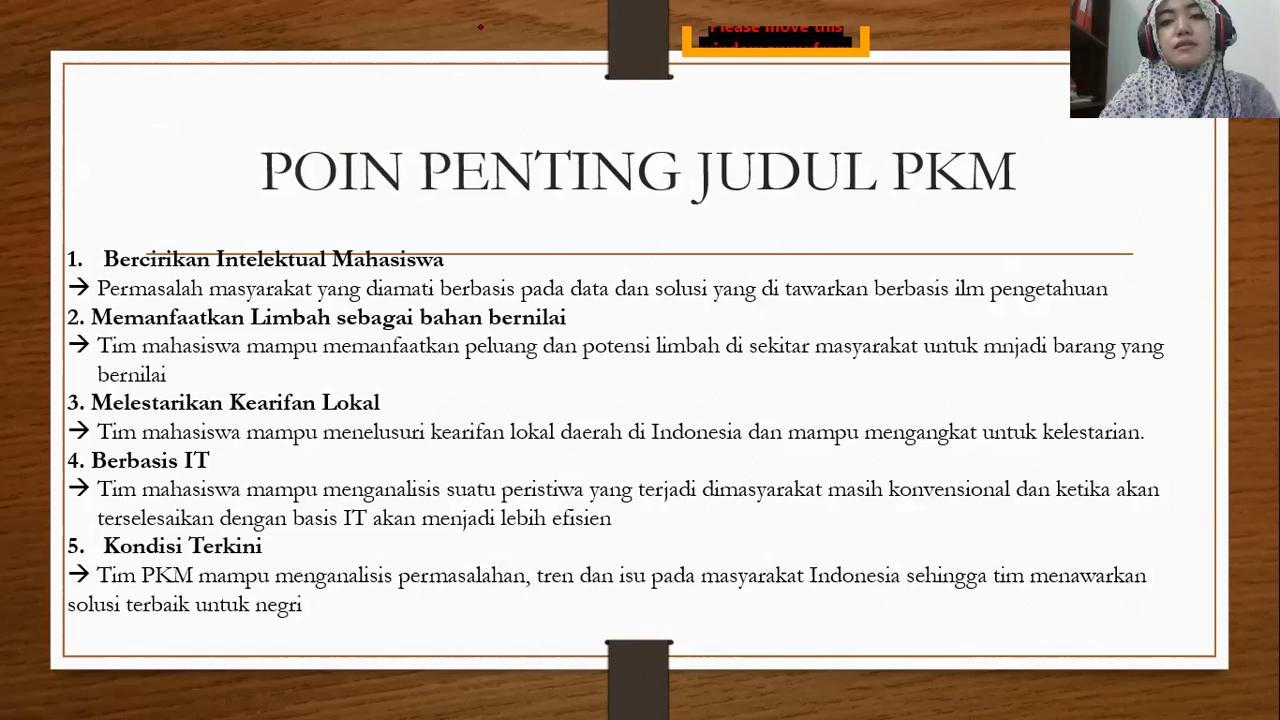 Please move this
POIN PENTING JUDUL PKM
1. Bercirikan Intelektual Mahasiswa
→ Permasalah masyarakat yang diamati berbasis pada data dan solusi yang di tawarkan berbasis ilm pengetahuan
2. Memanfaatkan Limbah sebagai bahan bernilai
→ Tim mahasiswa mampu memanfaatkan peluang dan potensi limbah di sekitar masyarakat untuk mnjadi barang yang
bernilai
3. Melestarikan Kearifan Lokal
→ Tim mahasiswa mampu menelusuri kearifan lokal daerah di Indonesia dan mampu mengangkat untuk kelestarian.
4. Berbasis IT
→ Tim mahasiswa mampu menganalisis suatu peristiwa yang terjadi dimasyarakat masih konvensional dan ketika akan
terselesaikan dengan basis IT akan menjadi lebih efisien
5. Kondisi Terkini
→ Tim PKM mampu menganalisis permasalahan, tren dan isu pada masyarakat Indonesia sehingga tim menawarkan
solusi terbaik untuk negri